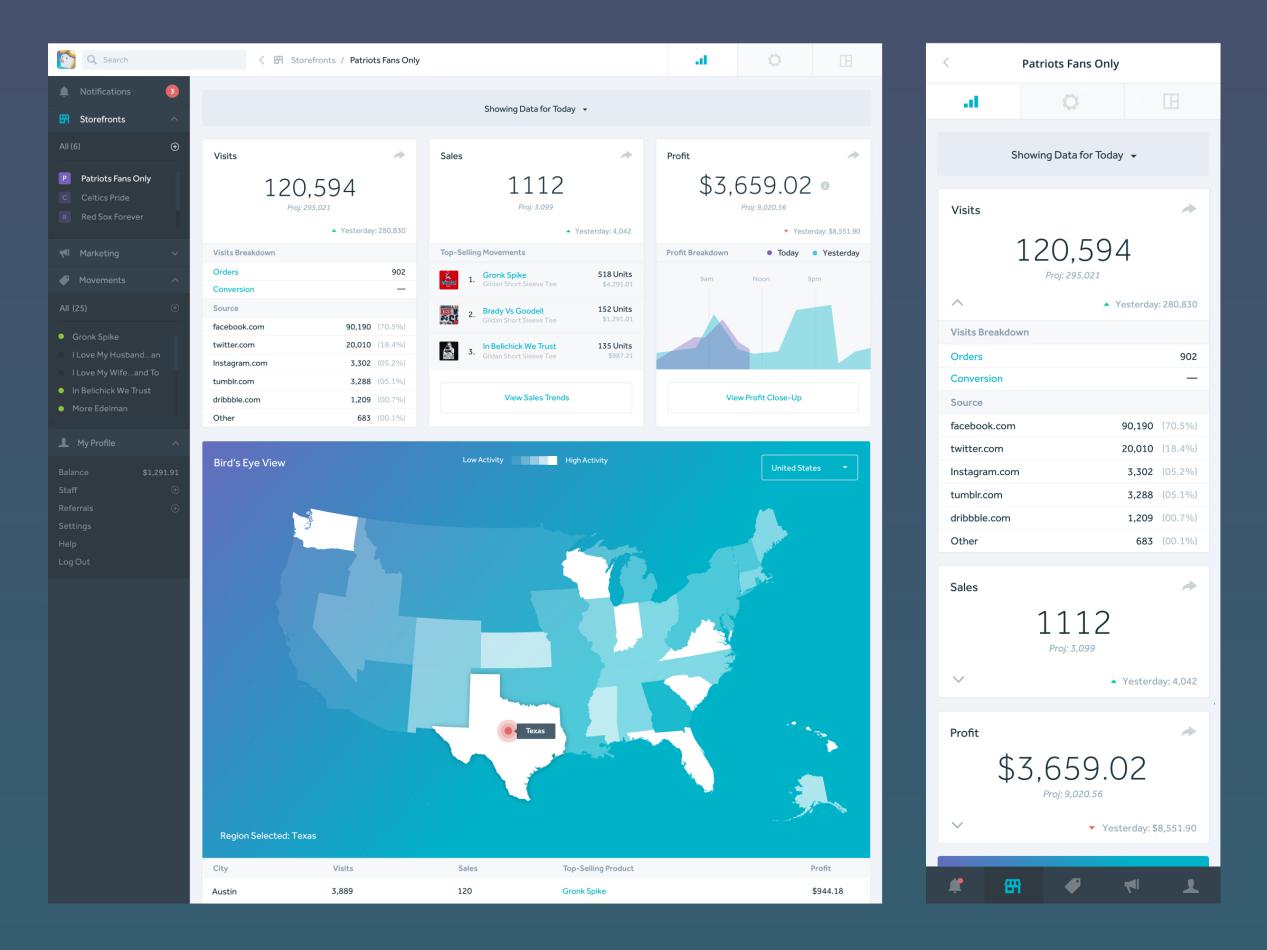 Search
Storefronts / Patriots Fans Only
Notifications 3
Storefronts
All (6)
P Patriots Fans Only
C Celtics Pride
R Red Sox Forever
Marketing
Movements
All (25)
Gronk Spike
I Love My Husband...an
I Love My Wife...and To
In Belichick We Trust
More Edelman
My Profile
Balance $1,291.91
Staff
Referrals
Settings
Help
Log Out
Showing Data for Today
Visits
120,594
Proj: 295,021
Yesterday: 280,830
Visits Breakdown
Orders 902
Conversion —
Source
facebook.com 90,190 (70.5%)
twitter.com 20,010 (18.4%)
Instagram.com 3,302 (05.2%)
tumblr.com 3,288 (05.1%)
dribbble.com 1,209 (00.7%)
Other 683 (00.1%)
Sales
1112
Proj: 3,099
Yesterday: 4,042
Top-Selling Movements
1. Gronk Spike 518 Units
Gildan Short Sleeve Tee $4,291.01
2. Brady Vs Goodell 152 Units
Gildan Short Sleeve Tee $1,291.01
3. In Belichick We Trust 135 Units
Gildan Short Sleeve Tee $987.21
View Sales Trends
Profit
$3,659.02
Proj: 9,020.56
Yesterday: $8,551.90
Profit Breakdown Today Yesterday
9am Noon 9pm
View Profit Close-Up
Bird's Eye View
Low Activity High Activity
United States
Texas
Region Selected: Texas
City Visits Sales Top-Selling Product Profit
Austin 3,889 120 Gronk Spike $944.18
Patriots Fans Only
Showing Data for Today
Visits
120,594
Proj: 295,021
Yesterday: 280,830
Visits Breakdown
Orders 902
Conversion —
Source
facebook.com 90,190 (70.5%)
twitter.com 20,010 (18.4%)
Instagram.com 3,302 (05.2%)
tumblr.com 3,288 (05.1%)
dribbble.com 1,209 (00.7%)
Other 683 (00.1%)
Sales
1112
Proj: 3,099
Yesterday: 4,042
Profit
$3,659.02
Proj: 9,020.56
Yesterday: $8,551.90